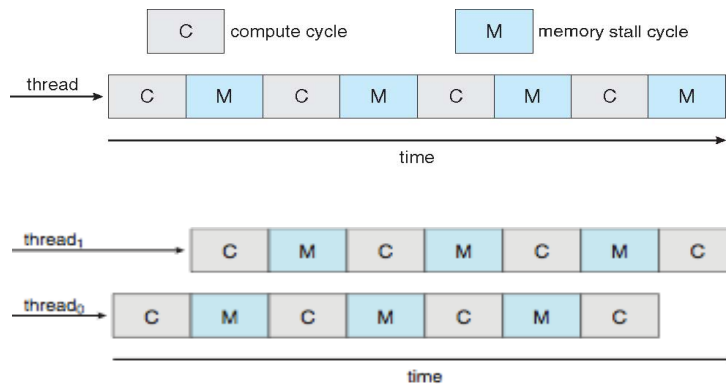 C compute cycle M memory stall cycle
thread C M C M C M C M
time
thread₁ C M C M C M C
thread₀ C M C M C M C
time